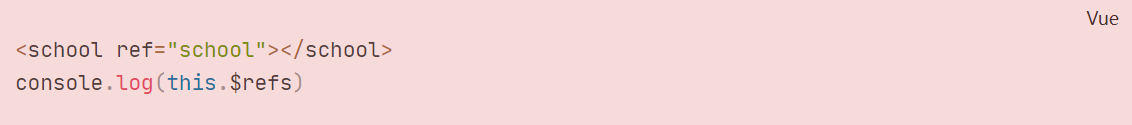 Vue
<school ref="school"></school>
console.log(this.$refs)